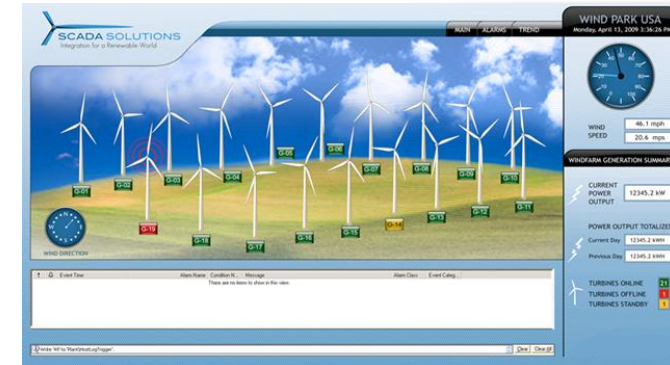 SCADA SOLUTIONS
Integration for a Renewable World
MAIN ALARMS TREND
WIND PARK USA
Monday, April 13, 2009 3:36:26 PM
WIND SPEED
46.1 mph
20.6 mps
WINDFARM GENERATION SUMMARY
CURRENT POWER OUTPUT
12345.2 kW
POWER OUTPUT TOTALIZER
Current Day 12345.2 kWH
Previous Day 12345.2 kWH
TURBINES ONLINE 21
TURBINES OFFLINE 1
TURBINES STANDBY 1
G-01
G-02
G-03
G-04
G-05
G-06
G-07
G-08
G-09
G-10
G-11
G-12
G-13
G-14
G-15
G-16
G-17
G-18
G-19
N
E
S
W
WIND DIRECTION
! Event Time Alarm Name Condition N... Message Alarm Class Event Categ...
There are no items to show in this view.
Clear Clear All